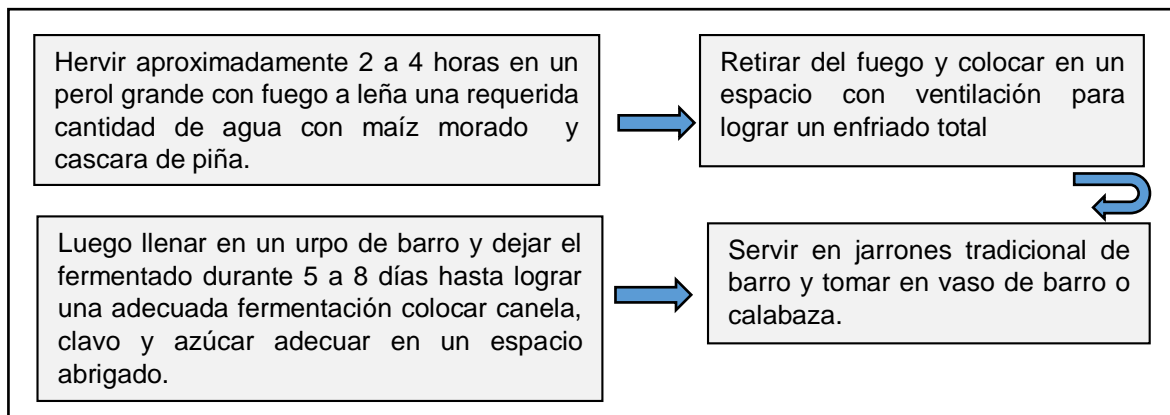 Hervir aproximadamente 2 a 4 horas en un
perol grande con fuego a leña una requerida
cantidad de agua con maíz morado y
cascara de piña.
Retirar del fuego y colocar en un
espacio con ventilación para
lograr un enfriado total
Luego llenar en un urpo de barro y dejar el
fermentado durante 5 a 8 días hasta lograr
una adecuada fermentación colocar canela,
clavo y azúcar adecuar en un espacio
abrigado.
Servir en jarrones tradicional de
barro y tomar en vaso de barro o
calabaza.